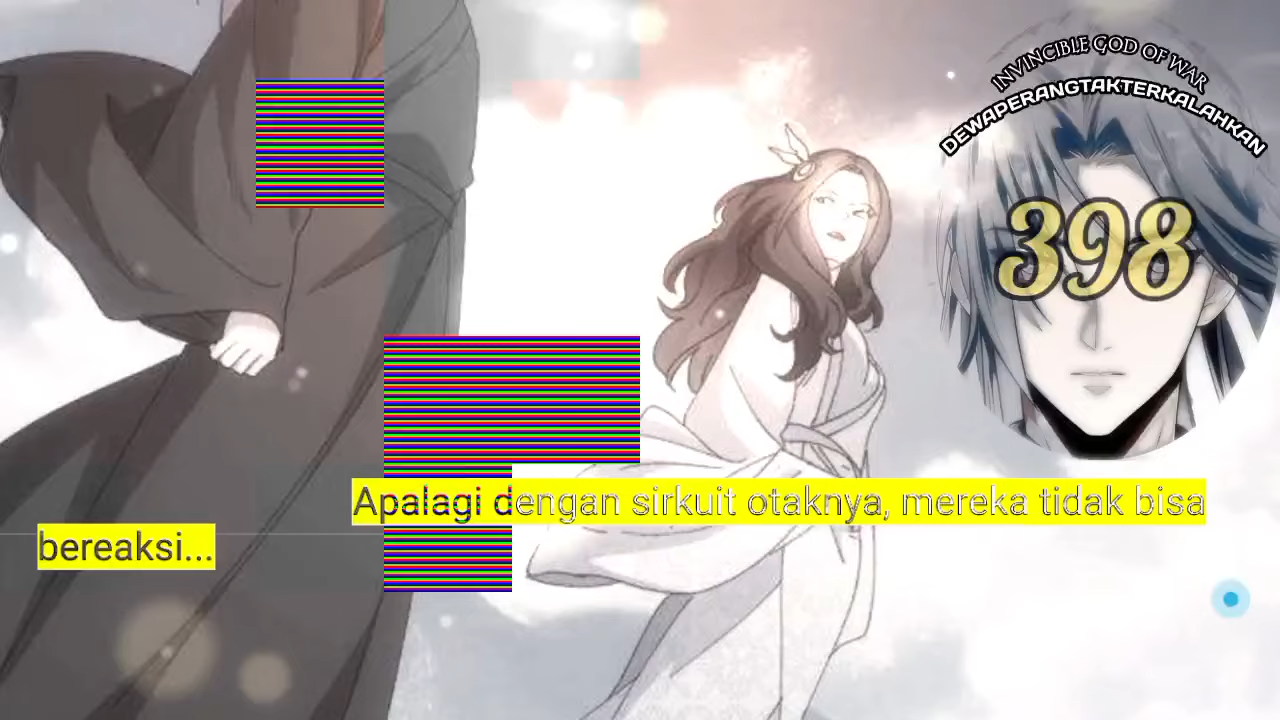 INVINCIBLE GOD OF WAR
DEWAPERANGTAKTERKALAHKAN
398
Apalagi dengan sirkuit otaknya, mereka tidak bisa
bereaksi...